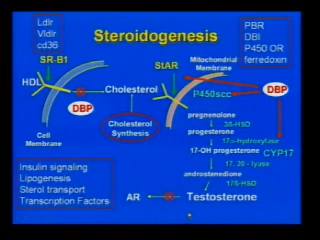 Steroidogenesis
Ldlr
Vldlr
cd36
SR-B1
HDL
DBP
Cholesterol
Cell
Membrane
Cholesterol
Synthesis
StAR
Mitochondrial
Membrane
PBR
DBI
P450 OR
ferredoxn
P450scc
DBP
pregnenolone
3ß-HSD
progesterone
17α-hydroxylase
17-OH progesterone
CYP17
17, 20 - lyase
androstenedione
17ß-HSD
AR
Testosterone
Insulin signaling
Lipogenesis
Sterol transport
Transcription Factors